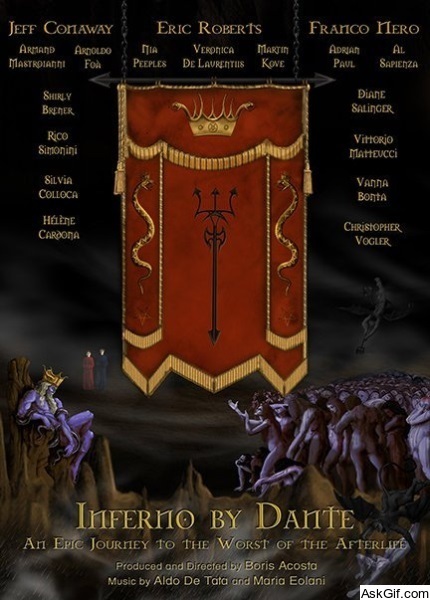 Jeff Conaway Eric Roberts Franco Nero
Armand Mastroianni
Arnoldo Foà
Nia Peeples
Veronica De Laurentiis
Martin Kove
Adrian Paul
Al Sapienza
Shirly Brener
Rico Simonini
Silvia Colloca
Hélène Cardona
Diane Salinger
Vittorio Matteucci
Vanna Bonta
Christopher Vogler
Inferno by Dante
An Epic Journey to the Worst of the Afterlife
Produced and Directed by Boris Acosta
Music by Aldo De Tata and Maria Eolani
AskGif.com